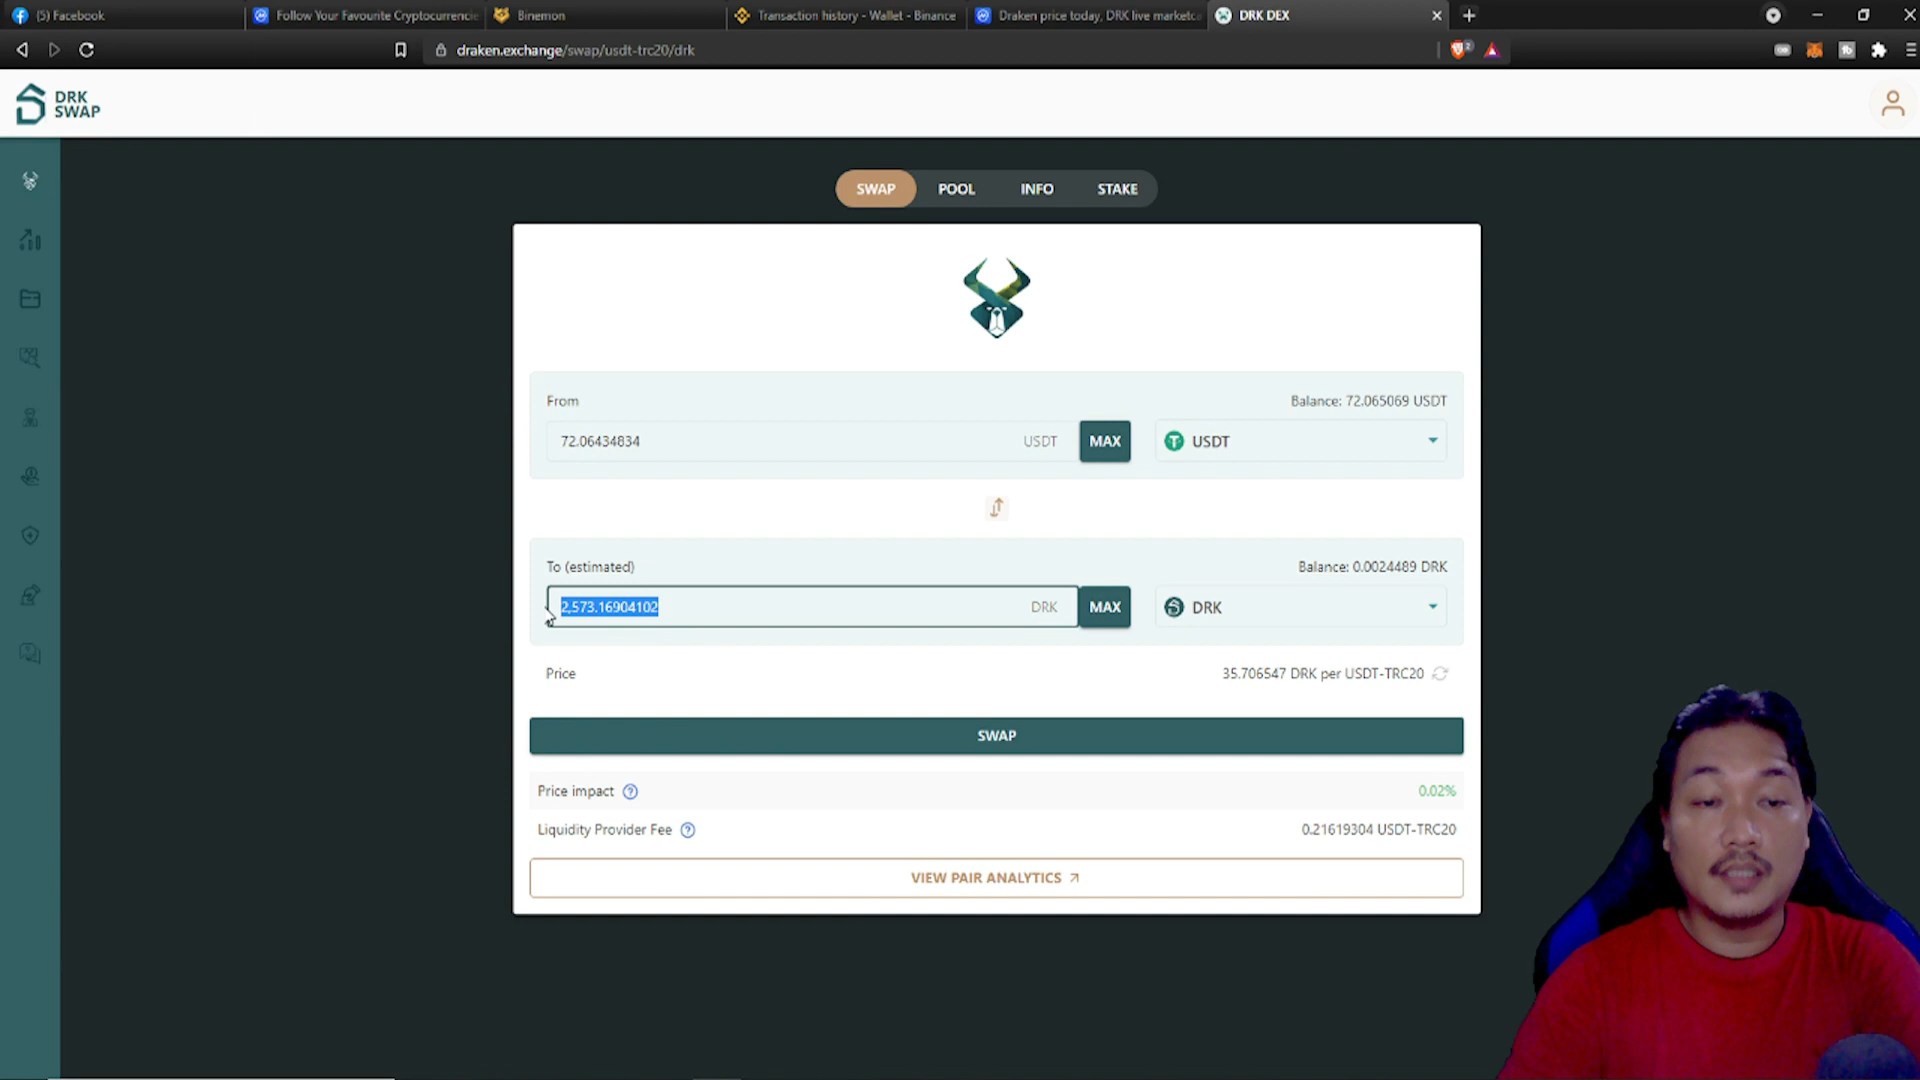 (5) Facebook
Follow Your Favourite Cryptocurrencie
Binemon
Transaction history - Wallet - Binance
Draken price today, DRK live marketca
DRK DEX
draken.exchange/swap/usdt-trc20/drk
2
DRK
SWAP
SWAP
POOL
INFO
STAKE
From
Balance: 72.065069 USDT
72.06434834
USDT
MAX
USDT
To (estimated)
Balance: 0.0024489 DRK
2,573.16904102
DRK
MAX
DRK
Price
35.706547 DRK per USDT-TRC20
SWAP
Price impact
0.02%
Liquidity Provider Fee
0.21619304 USDT-TRC20
VIEW PAIR ANALYTICS